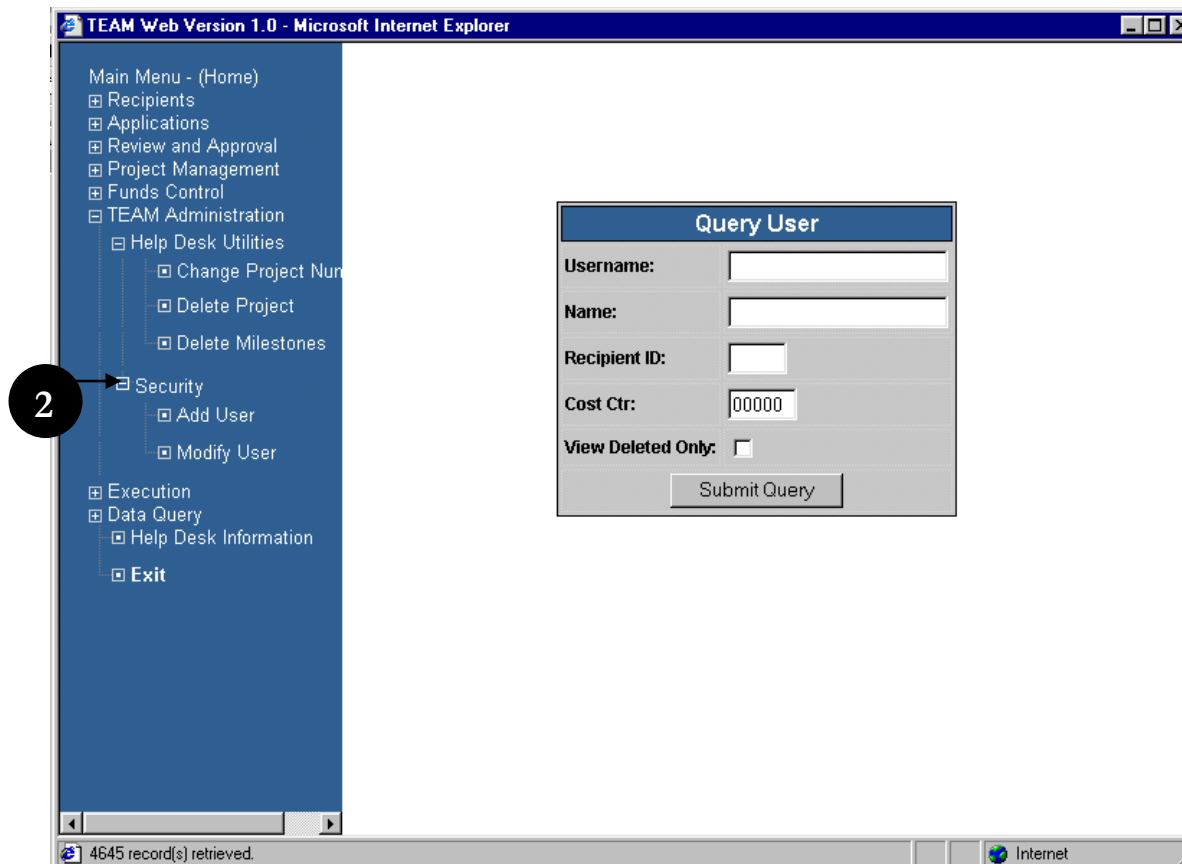 TEAM Web Version 1.0 - Microsoft Internet Explorer
Main Menu - (Home)
Recipients
Applications
Review and Approval
Project Management
Funds Control
TEAM Administration
Help Desk Utilities
Change Project Nun
Delete Project
Delete Milestones
2
Security
Add User
Modify User
Execution
Data Query
Help Desk Information
Exit
Query User
Username:
Name:
Recipient ID:
Cost Ctr: 00000
View Deleted Only:
Submit Query
4645 record(s) retrieved.
Internet